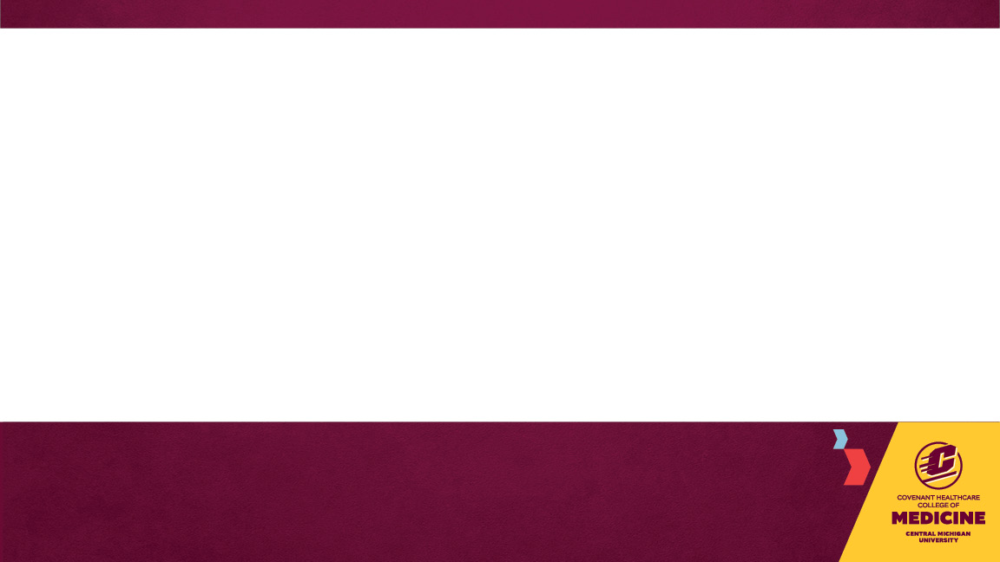 COVENANT HEALTHCARE
COLLEGE OF
MEDICINE
CENTRAL MICHIGAN
UNIVERSITY